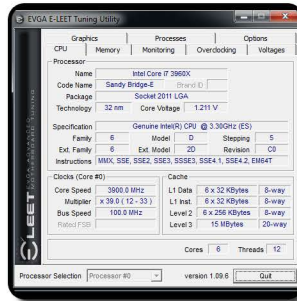 EVGA E-LEET Tuning Utility
Graphics Processes Options
CPU Memory Monitoring Overclocking Voltages
Processor
Name Intel Core i7 3960X
Code Name Sandy Bridge-E Brand ID
Package Socket 2011 LGA
Technology 32 nm Core Voltage 1.211 V
Specification Genuine Intel(R) CPU @ 3.30GHz (ES)
Family 6 Model D Stepping 5
Ext. Family 6 Ext. Model 2D Revision C0
Instructions MMX, SSE, SSE2, SSE3, SSSE3, SSE4.1, SSE4.2, EM64T
Clocks (Core #0) Cache
Core Speed 3900.0 MHz L1 Data 6 x 32 KBytes 8-way
Multiplier x 39.0 ( 12 - 33 ) L1 Inst. 6 x 32 KBytes 8-way
Bus Speed 100.0 MHz Level 2 6 x 256 KBytes 8-way
Rated FSB Level 3 15 MBytes 20-way
Cores 6 Threads 12
Processor Selection Processor #0 version 1.09.6 Quit
E-LEET
EVGA ADVANCED
MOTHERBOARD TUNING